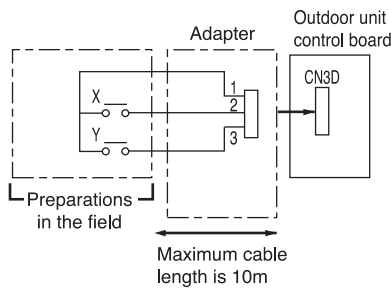 Outdoor unit
control board
Adapter
CN3D
X
Y
1
2
3
Preparations
in the field
Maximum cable
length is 10m